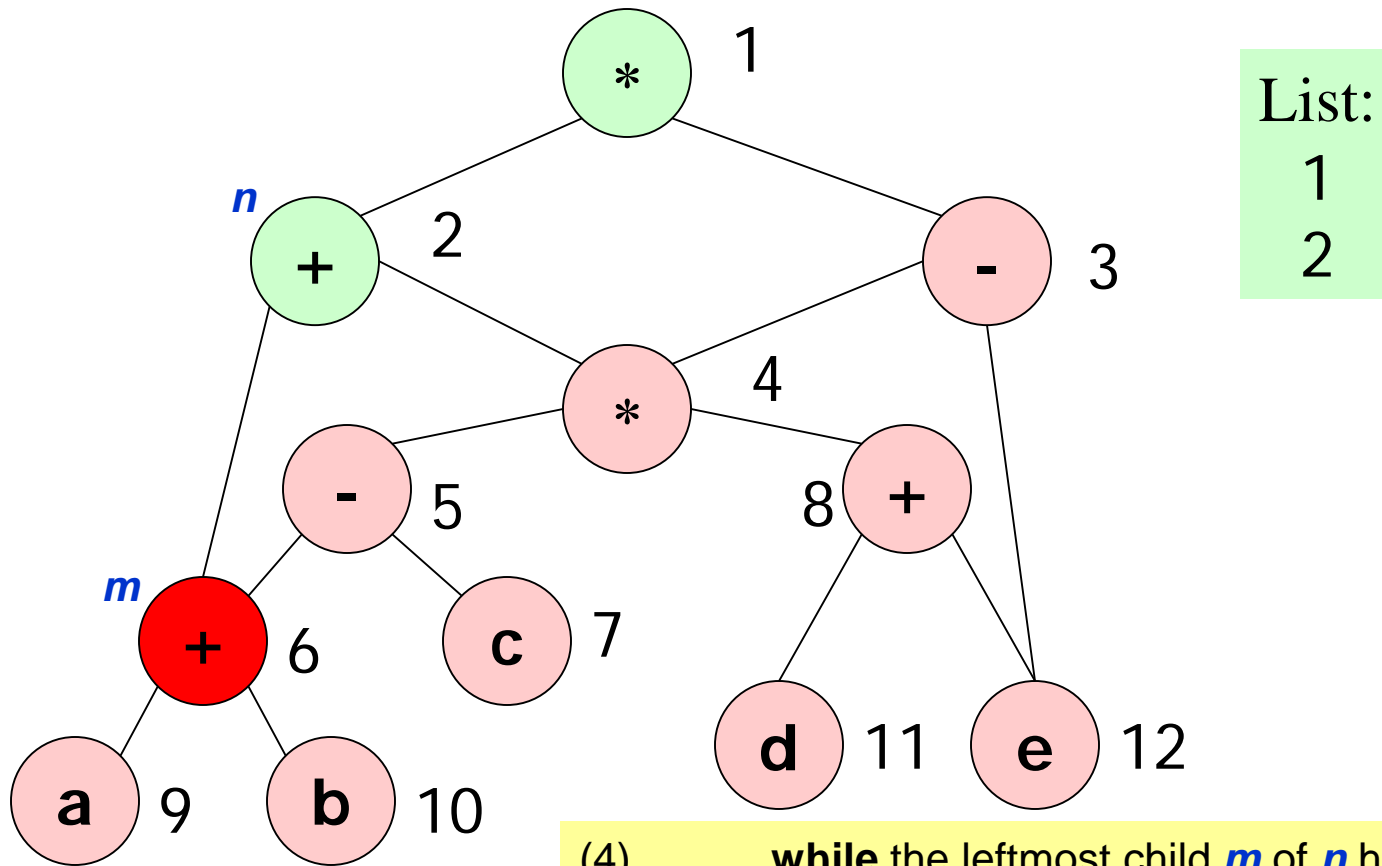 * 1
List:
1
2
n
+ 2
- 3
* 4
- 5
8 +
m
+ 6
c 7
d 11
e 12
a 9
b 10
(4) while the leftmost child m of n